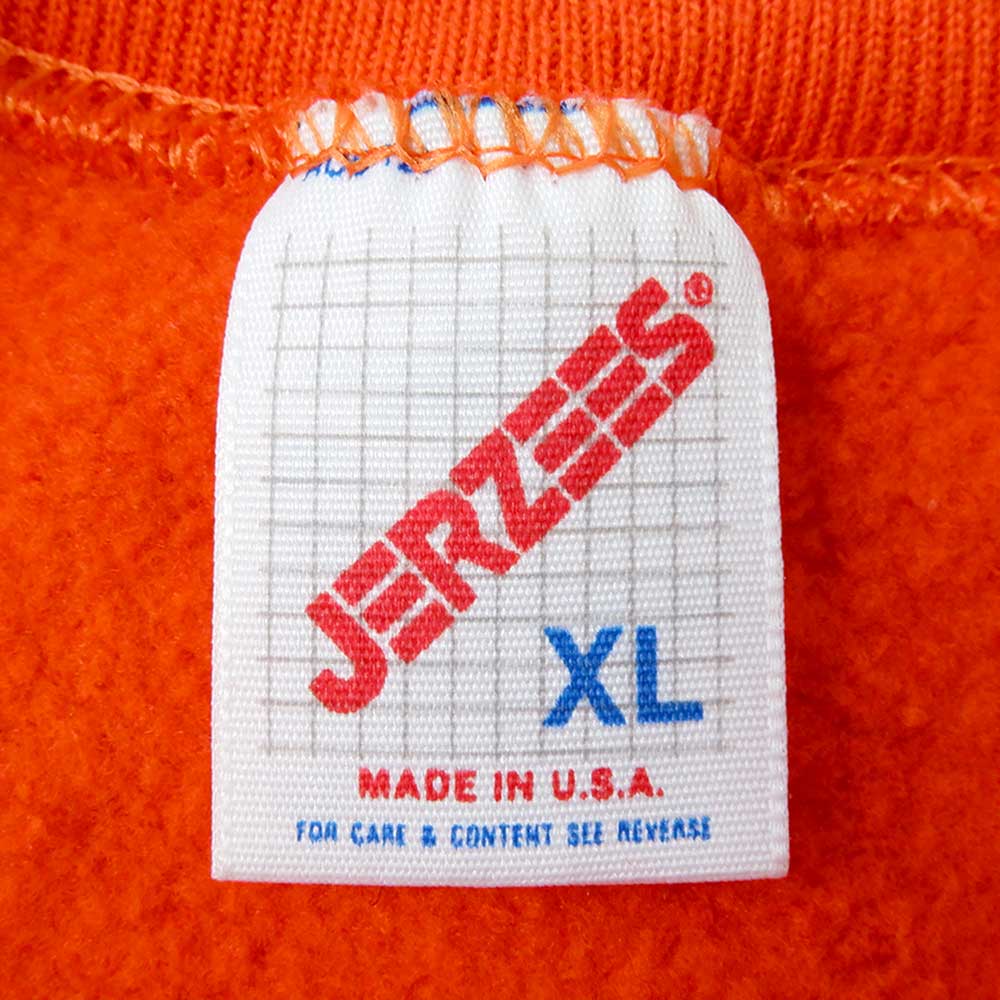 JERZEES®
XL
MADE IN U.S.A.
FOR CARE & CONTENT SEE REVERSE